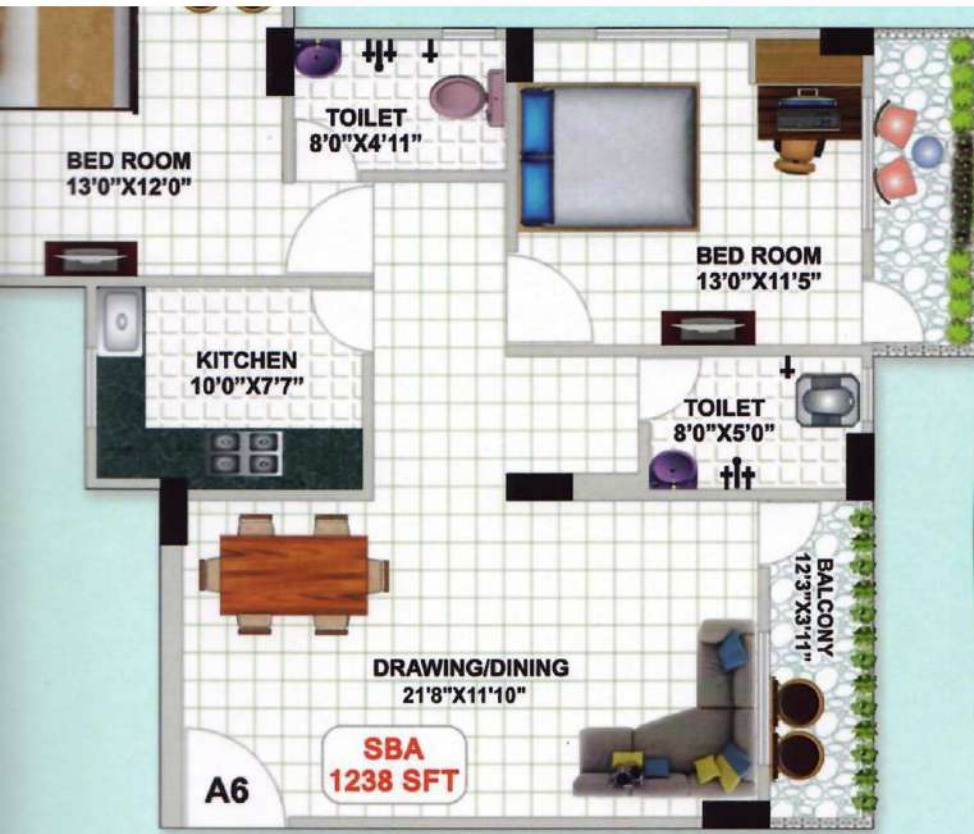 TOILET
8'0"X4'11"
BED ROOM
13'0"X12'0"
BED ROOM
13'0"X11'5"
KITCHEN
10'0"X7'7"
TOILET
8'0"X5'0"
BALCONY
12'3"X3'11"
DRAWING/DINING
21'8"X11'10"
SBA
1238 SFT
A6